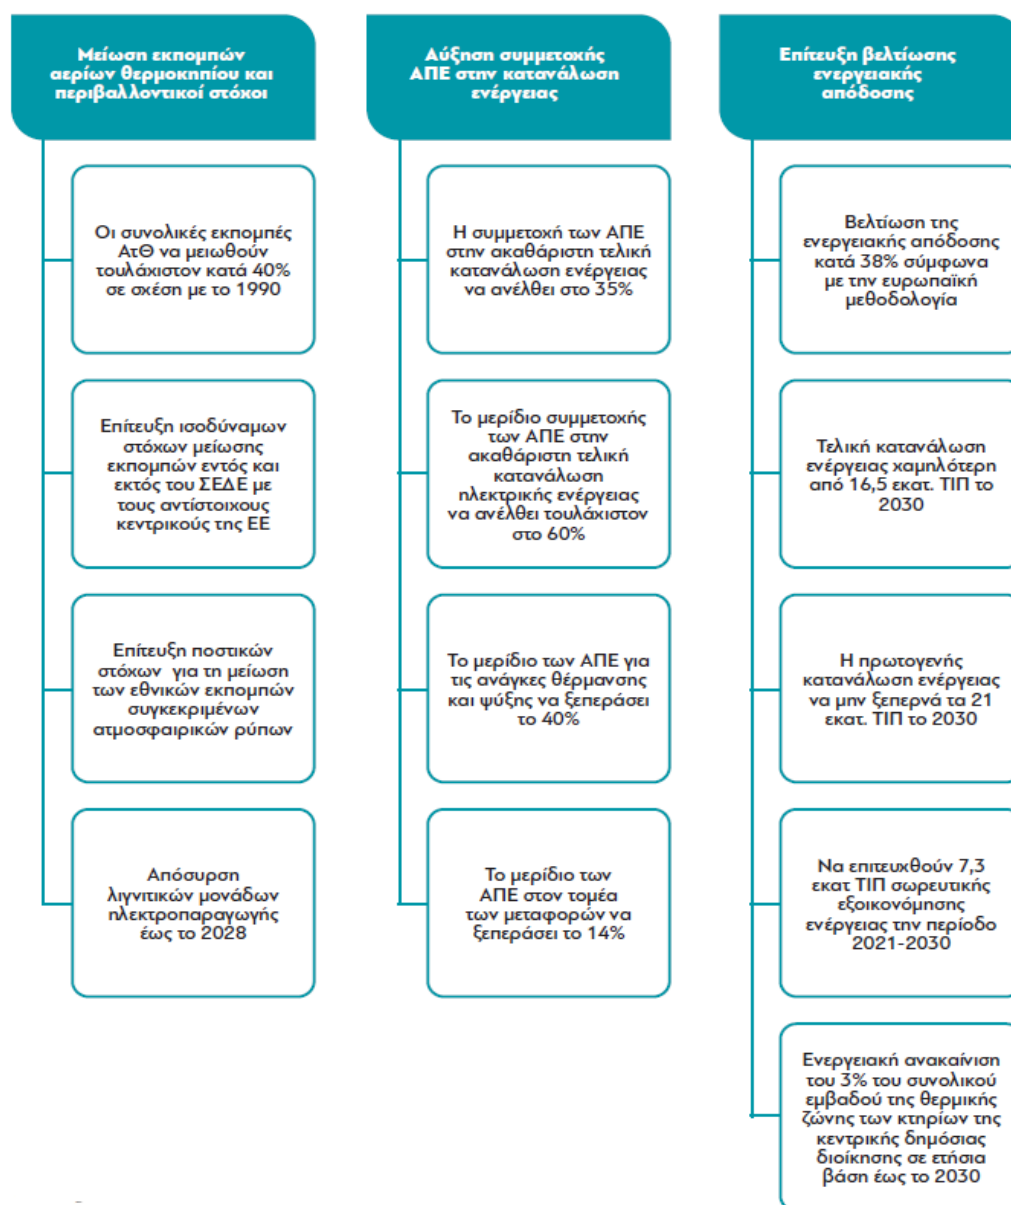 Μείωση εκπομπών
αερίων θερμοκηπίου και
περιβαλλοντικοί στόχοι
Οι συνολικές εκπομπές
ΑτΘ να μειωθούν
τουλάχιστον κατά 40%
σε σχέση με το 1990
Επίτευξη ισοδύναμων
στόχων μείωσης
εκπομπών εντός και
εκτός του ΣΕΔΕ με
τους αντίστοιχους
κεντρικούς της ΕΕ
Επίτευξη ποστικών
στόχων για τη μείωση
των εθνικών εκπομπών
συγκεκριμένων
ατμοσφαιρικών ρύπων
Απόσυρση
λιγνιτικών μονάδων
ηλεκτροπαραγωγής
έως το 2028
Αύξηση συμμετοχής
ΑΠΕ στην κατανάλωση
ενέργειας
Η συμμετοχή των ΑΠΕ
στην ακαθάριστη τελική
κατανάλωση ενέργειας
να ανέλθει στο 35%
Το μερίδιο συμμετοχής
των ΑΠΕ στην
ακαθάριστη τελική
κατανάλωση
ηλεκτρικής ενέργειας
να ανέλθει τουλάχιστον
στο 60%
Το μερίδιο των ΑΠΕ για
τις ανάγκες θέρμανσης
και ψύξης να ξεπεράσει
το 40%
Το μερίδιο των
ΑΠΕ στον τομέα
των μεταφορών να
ξεπεράσει το 14%
Επίτευξη βελτίωσης
ενεργειακής
απόδοσης
Βελτίωση της
ενεργειακής απόδοσης
κατά 38% σύμφωνα
με την ευρωπαϊκή
μεθοδολογία
Τελική κατανάλωση
ενέργειας χαμηλότερη
από 16,5 εκατ. ΤΙΠ το
2030
Η πρωτογενής
κατανάλωση ενέργειας
να μην ξεπερνά τα 21
εκατ. ΤΙΠ το 2030
Να επιτευχθούν 7,3
εκατ ΤΙΠ σωρευτικής
εξοικονόμησης
ενέργειας την περίοδο
2021-2030
Ενεργειακή ανακαίνιση
του 3% του συνολικού
εμβαδού της θερμικής
ζώνης των κτηρίων της
κεντρικής δημόσιας
διοίκησης σε ετήσια
βάση έως το 2030